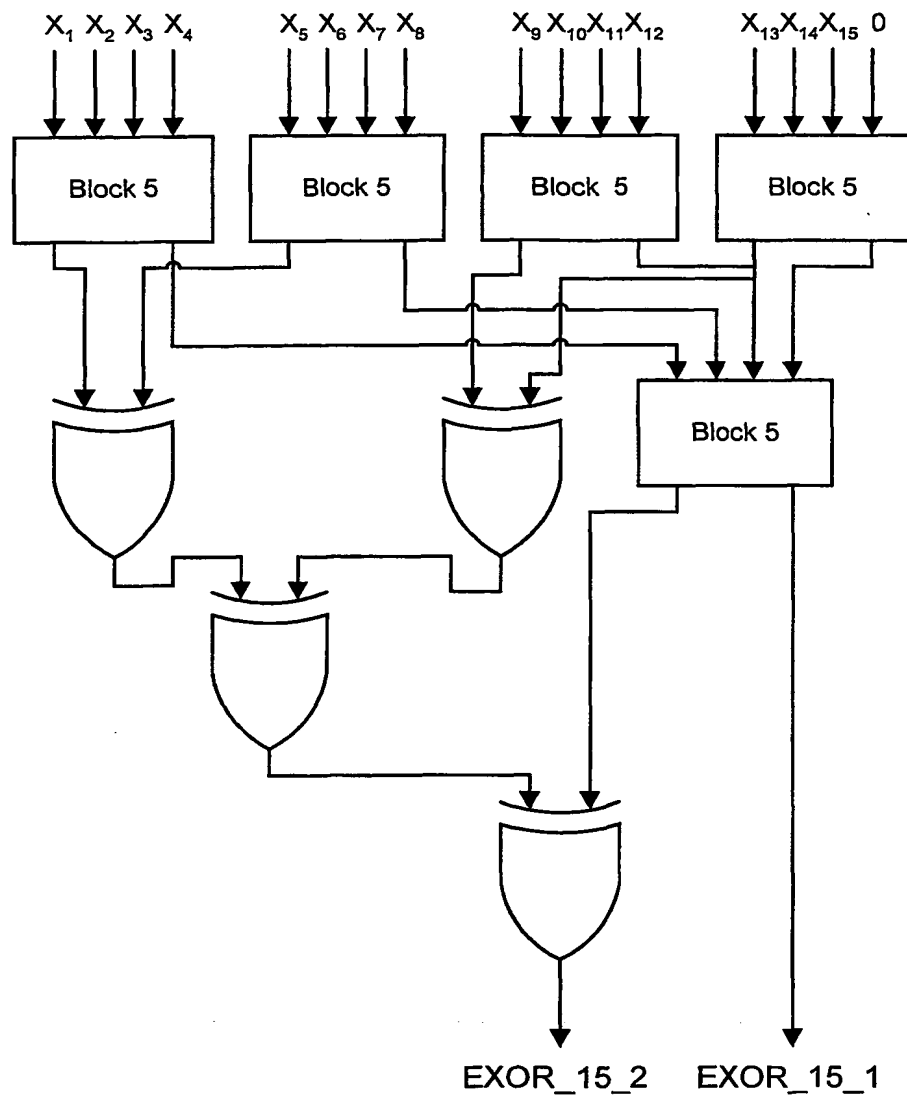 X₁ X₂ X₃ X₄ X₅ X₆ X₇ X₈ X₉ X₁₀ X₁₁ X₁₂ X₁₃ X₁₄ X₁₅ 0
Block 5 Block 5 Block 5 Block 5
Block 5
EXOR_15_2 EXOR_15_1